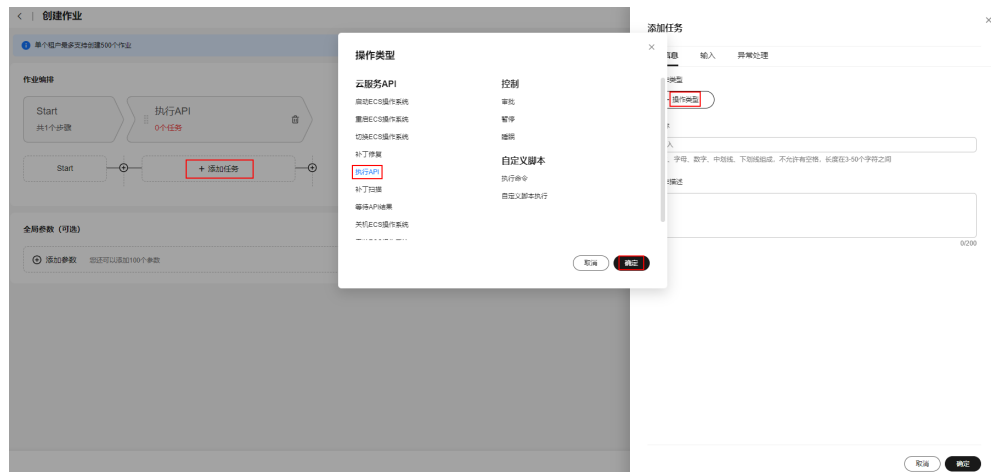 创建作业
单个租户最多支持创建500个作业
作业编排
Start
共1个步骤
执行API
0个任务
Start
+ 添加任务
全局参数（可选）
添加参数 您还可以添加100个参数
操作类型
云服务API
启动ECS操作系统
重启ECS操作系统
切换ECS操作系统
补丁修复
执行API
补丁扫描
等待API结果
关机ECS操作系统
控制
审批
暂停
睡眠
自定义脚本
执行命令
自定义脚本执行
取消
确定
添加任务
信息
输入
异常处理
类型
操作类型
入
、字母、数字、中划线、下划线组成、不允许有空格，长度在3-50个字符之间
描述
0/200
取消
确定